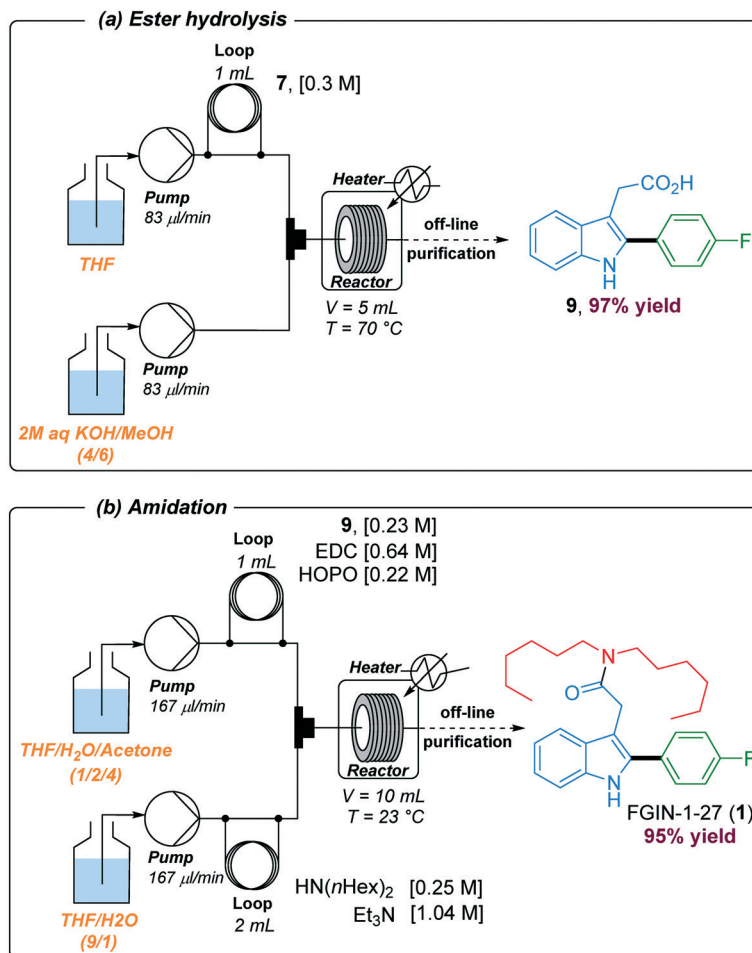 (a) Ester hydrolysis
Loop
1 mL
7, [0.3 M]
Pump
83 µl/min
THF
Heater
Reactor
V = 5 mL
T = 70 °C
off-line
purification
CO2H
N
H
F
9, 97% yield
Pump
83 µl/min
2M aq KOH/MeOH
(4/6)
(b) Amidation
Loop
1 mL
9, [0.23 M]
EDC [0.64 M]
HOPO [0.22 M]
Pump
167 µl/min
THF/H2O/Acetone
(1/2/4)
Heater
Reactor
V = 10 mL
T = 23 °C
off-line
purification
N
O
F
N
H
FGIN-1-27 (1)
95% yield
Pump
167 µl/min
Loop
2 mL
HN(nHex)2 [0.25 M]
Et3N [1.04 M]
THF/H2O
(9/1)